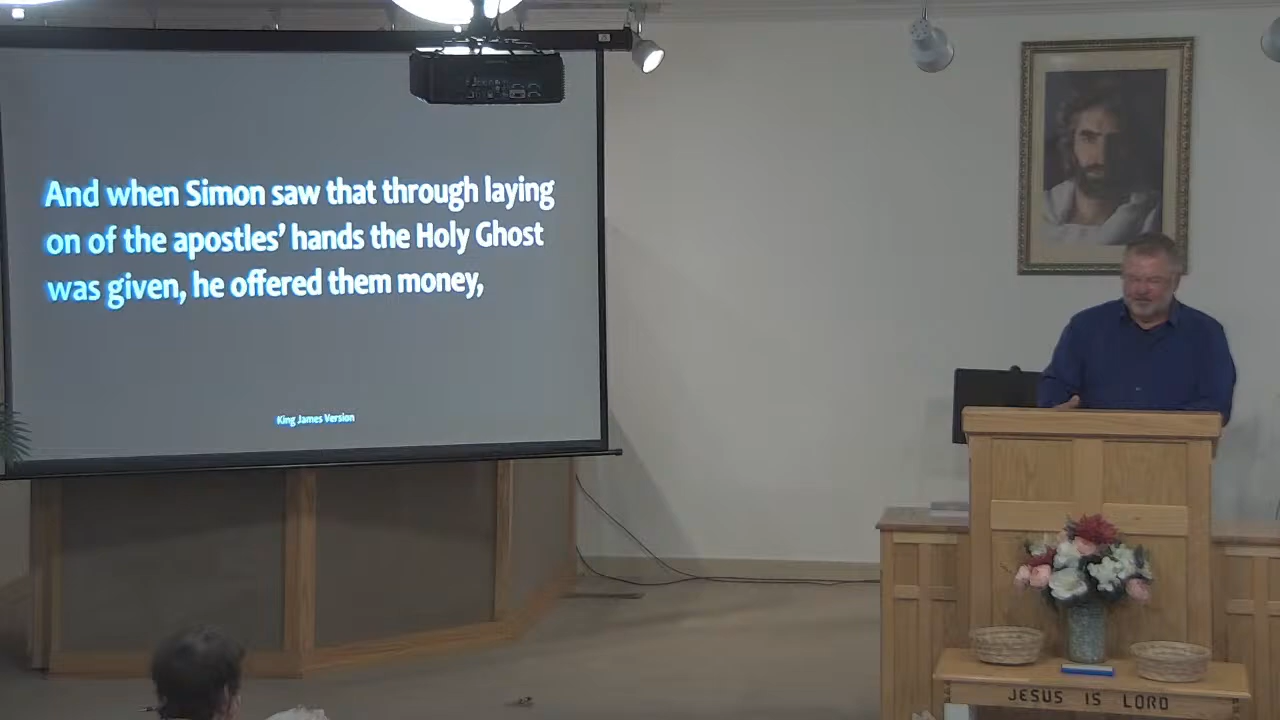 And when Simon saw that through laying
on of the apostles’ hands the Holy Ghost
was given, he offered them money,
King James Version
JESUS IS LORD